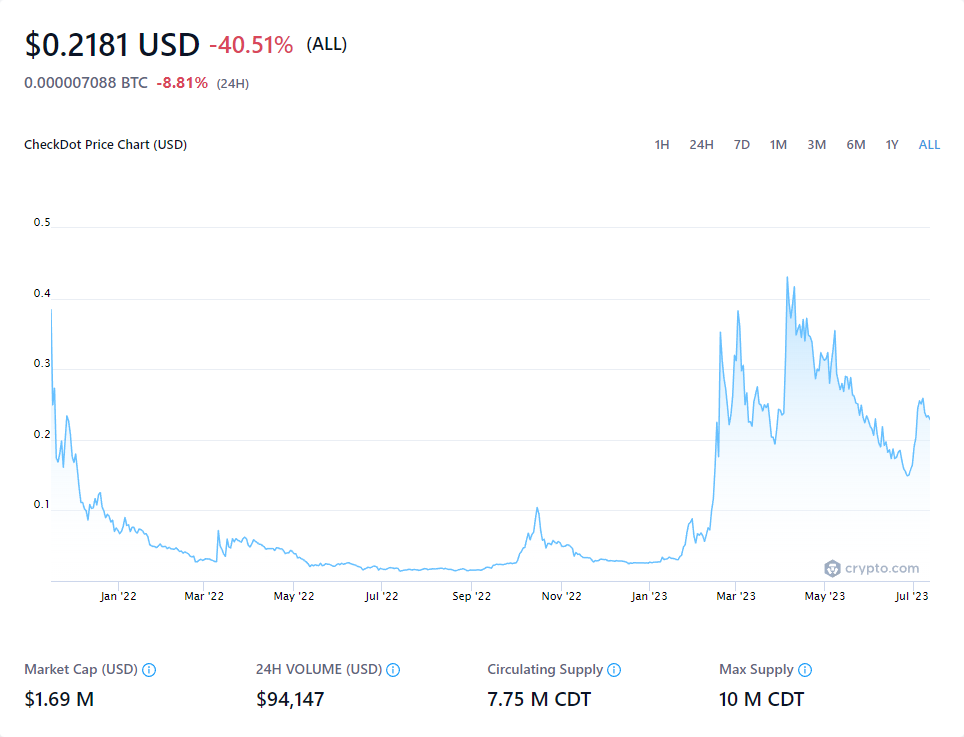 $0.2181 USD -40.51% (ALL)
0.000007088 BTC -8.81% (24H)
CheckDot Price Chart (USD) 1H 24H 7D 1M 3M 6M 1Y ALL
0.5
0.4
0.3
0.2
0.1
crypto.com
Jan '22 Mar '22 May '22 Jul '22 Sep '22 Nov '22 Jan '23 Mar '23 May '23 Jul '23
Market Cap (USD) 24H VOLUME (USD) Circulating Supply Max Supply
$1.69 M $94,147 7.75 M CDT 10 M CDT